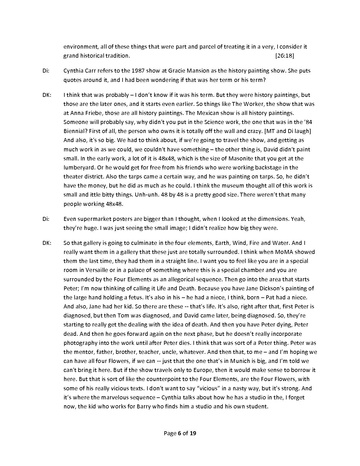 environment, all of these things that were part and parcel of treating it in a very, I consider it
grand historical tradition. [26:18]
DI: Cynthia Carr refers to the 1987 show at Gracie Mansion as the history painting show. She puts
quotes around it, and I had been wondering if that was her term or his term?
DK: I think that was probably – I don't know if it was his term. But they were history paintings, but
those are the later ones, and it starts even earlier. So things like The Worker, the show that was
at Anna Friebe, those are all history paintings. The Mexican show is all history paintings.
Someone will probably say, why didn't you put in the Science work, the one that was in the '84
Biennial? First of all, the person who owns it is totally off the wall and crazy. [MT and DI laugh]
And also, it's so big. We had to think about, if we're going to travel the show, and getting as
much work in as we could, we couldn't have something – the other thing is, David didn't paint
small. In the early work, a lot of it is 48x48, which is the size of Masonite that you get at the
lumberyard. Or he would get for free from his friends who were working backstage in the
theater district. Also the tarps came a certain way, and he was painting on tarps. So, he didn't
have the money, but he did as much as he could. I think the museum thought all of this work is
small and little bitty things. Unh-unh. 48 by 48 is a pretty good size. There weren't that many
people working 48x48.
DI: Even supermarket posters are bigger than I thought, when I looked at the dimensions. Yeah,
they're huge. I was just seeing the small image; I didn't realize how big they were.
DK: So that gallery is going to culminate in the four elements, Earth, Wind, Fire and Water. And I
really want them in a gallery that these just are totally surrounded. I think when MoMA showed
them the last time, they had them in a straight line. I want you to feel like you are in a special
room in Versaille or in a palace of something where this is a special chamber and you are
surrounded by the Four Elements as an allegorical sequence. Then go into the area that starts
Peter; I'm now thinking of calling it Life and Death. Because you have Jane Dickson's painting of
the large hand holding a fetus. It's also in his – he had a niece, I think, born – Pat had a niece.
And also, Jane had her kid. So there are these -- that's life. It's also, right after that, first Peter is
diagnosed, but then Tom was diagnosed, and David came later, being diagnosed. So, they're
starting to really get the dealing with the idea of death. And then you have Peter dying, Peter
dead. And then he goes forward again on the next phase, but he doesn't really incorporate
photography into the work until after Peter dies. I think that was sort of a Peter thing. Peter was
the mentor, father, brother, teacher, uncle, whatever. And then that, to me – and I'm hoping we
can have all four Flowers, if we can -- just that the one that's in Munich is big, and I'm told we
can't bring it here. But if the show travels only to Europe, then it would make sense to borrow it
here. But that is sort of like the counterpoint to the Four Elements, are the Four Flowers, with
some of his really vicious texts. I don't want to say "vicious" in a nasty way, but it's strong. And
it's where the marvelous sequence – Cynthia talks about how he has a studio in the, I forget
now, the kid who works for Barry who finds him a studio and his own student.
Page 6 of 19